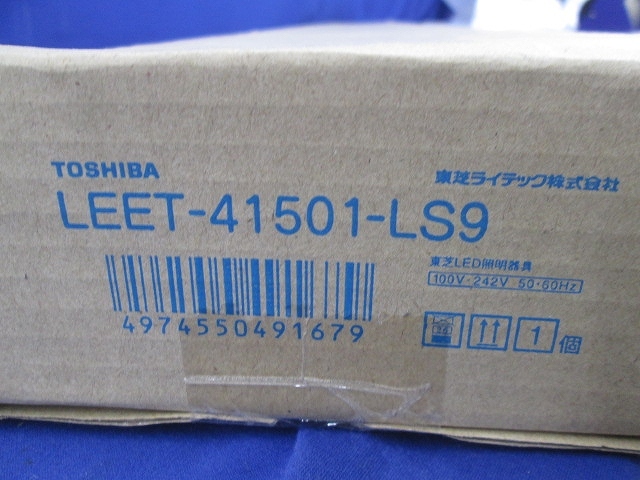 TOSHIBA
東芝ライテック株式会社
LEET-41501-LS9
東芝LED照明器具
100V-242V 50・60Hz
4974550491679
1個